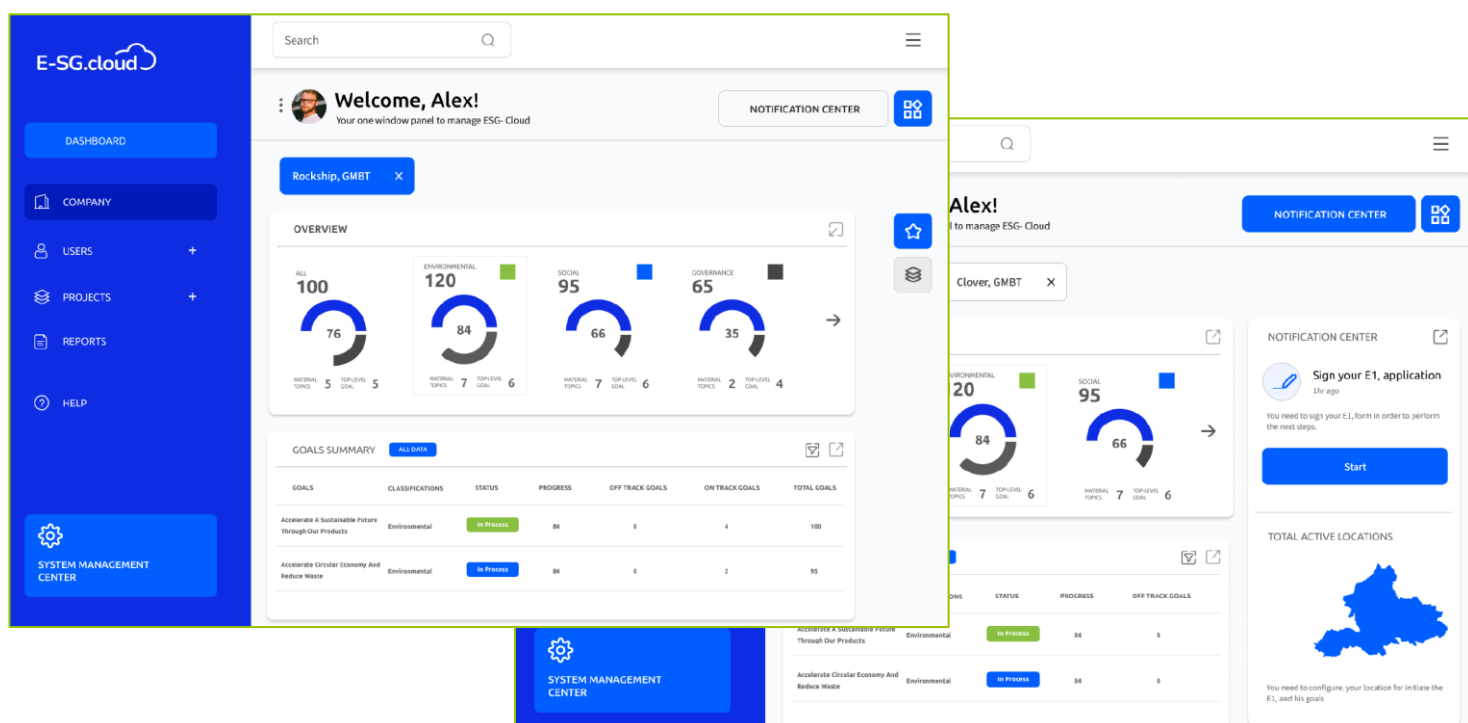 E-SG.cloud
Search
Welcome, Alex!
Your one window panel to manage ESG- Cloud
NOTIFICATION CENTER
DASHBOARD
COMPANY
USERS +
PROJECTS +
REPORTS
HELP
SYSTEM MANAGEMENT
CENTER
Rockship, GMBT X
OVERVIEW
ALL
100
76
MATERIAL TOPICS 5 TOP-LEVEL GOAL 5
ENVIRONMENTAL
120
84
MATERIAL TOPICS 7 TOP-LEVEL GOAL 6
SOCIAL
95
66
MATERIAL TOPICS 7 TOP-LEVEL GOAL 6
GOVERNANCE
65
35
MATERIAL TOPICS 2 TOP-LEVEL GOAL 4
GOALS SUMMARY ALL DATA
GOALS CLASSIFICATIONS STATUS PROGRESS OFF TRACK GOALS ON TRACK GOALS TOTAL GOALS
Accelerate A Sustainable Future
Through Our Products Environmental In Process 84 0 4 100
Accelerate Circular Economy And
Reduce Waste Environmental In Process 84 0 2 95
Alex!
l to manage ESG- Cloud
NOTIFICATION CENTER
Clover, GMBT X
VIRONMENTAL
20
84
MATERIAL TOPICS 7 TOP-LEVEL GOAL 6
SOCIAL
95
66
MATERIAL TOPICS 7 TOP-LEVEL GOAL 6
NOTIFICATION CENTER
Sign your E1, application
1hr ago
You need to sign your E1, form in order to perform
the next steps.
Start
TOTAL ACTIVE LOCATIONS
You need to configure, your location for initiate the
E1, and his goals
ONS STATUS PROGRESS OFF TRACK GOALS
Accelerate A Sustainable Future
Through Our Products Environmental In Process 84 0
Accelerate Circular Economy And
Reduce Waste Environmental In Process 84 0
SYSTEM MANAGEMENT
CENTER